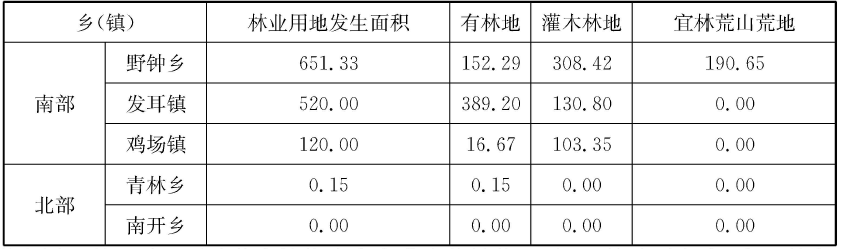 乡(镇) 林业用地发生面积 有林地 灌木林地 宜林荒山荒地
南部 野钟乡 651.33 152.29 308.42 190.65
发耳镇 520.00 389.20 130.80 0.00
鸡场镇 120.00 16.67 103.35 0.00
北部 青林乡 0.15 0.15 0.00 0.00
南开乡 0.00 0.00 0.00 0.00